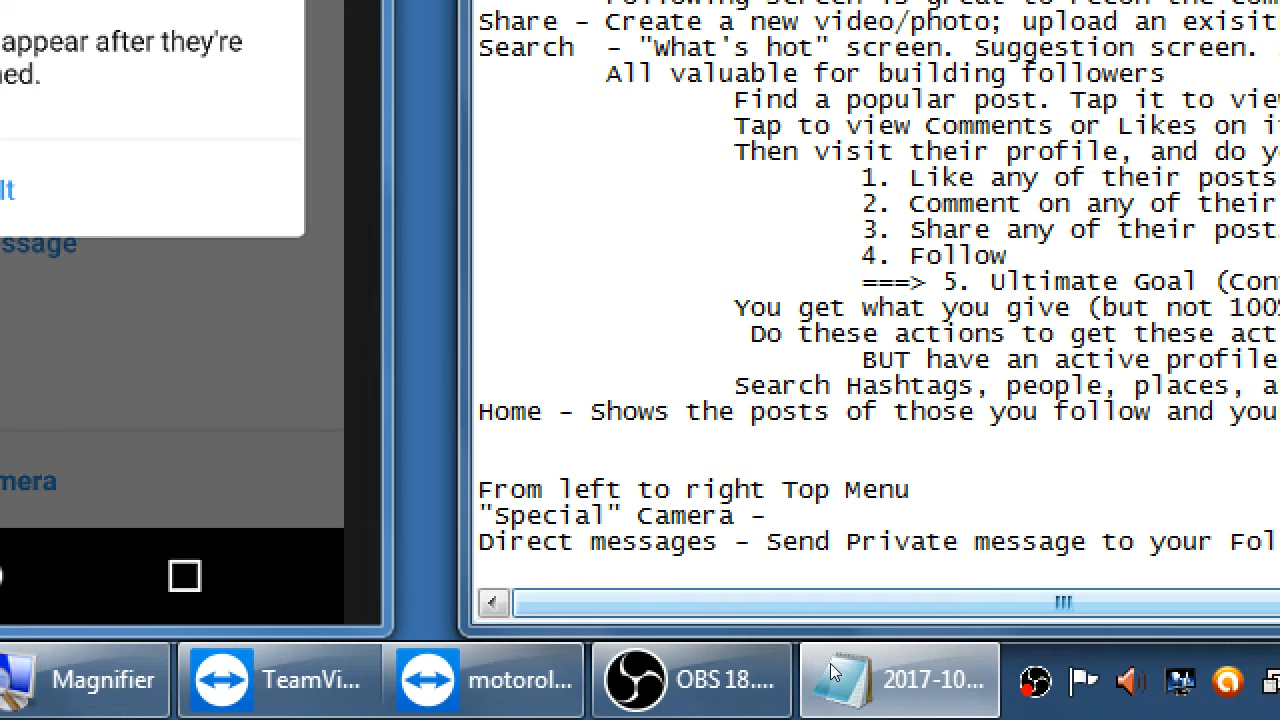 appear after they're
ned.
lt
ssage
mera
Share – Create a new video/photo; upload an exisit
Search – "What's hot" screen. Suggestion screen.
All valuable for building followers
Find a popular post. Tap it to view
Tap to view Comments or Likes on i
Then visit their profile, and do y
1. Like any of their posts
2. Comment on any of their
3. Share any of their post
4. Follow
===> 5. Ultimate Goal (Con
You get what you give (but not 100%
Do these actions to get these act
BUT have an active profile
Search Hashtags, people, places, a
Home – Shows the posts of those you follow and you
From left to right Top Menu
"Special" Camera –
Direct messages – Send Private message to your Fol
Magnifier
TeamVi...
motorol...
OBS 18....
2017-10...